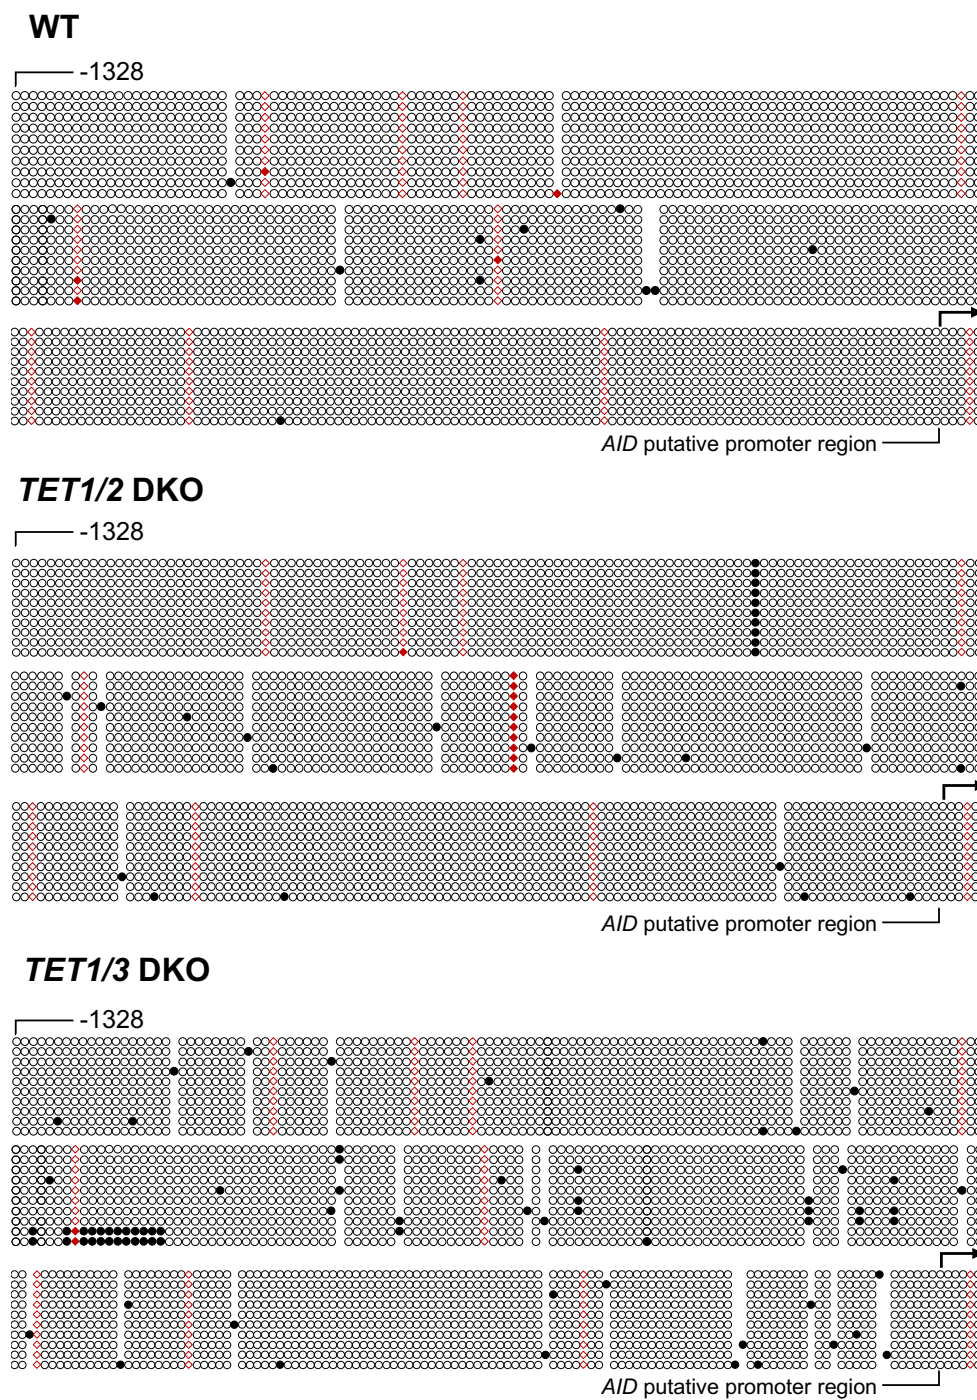 WT
-1328
AID putative promoter region
TET1/2 DKO
-1328
AID putative promoter region
TET1/3 DKO
-1328
AID putative promoter region